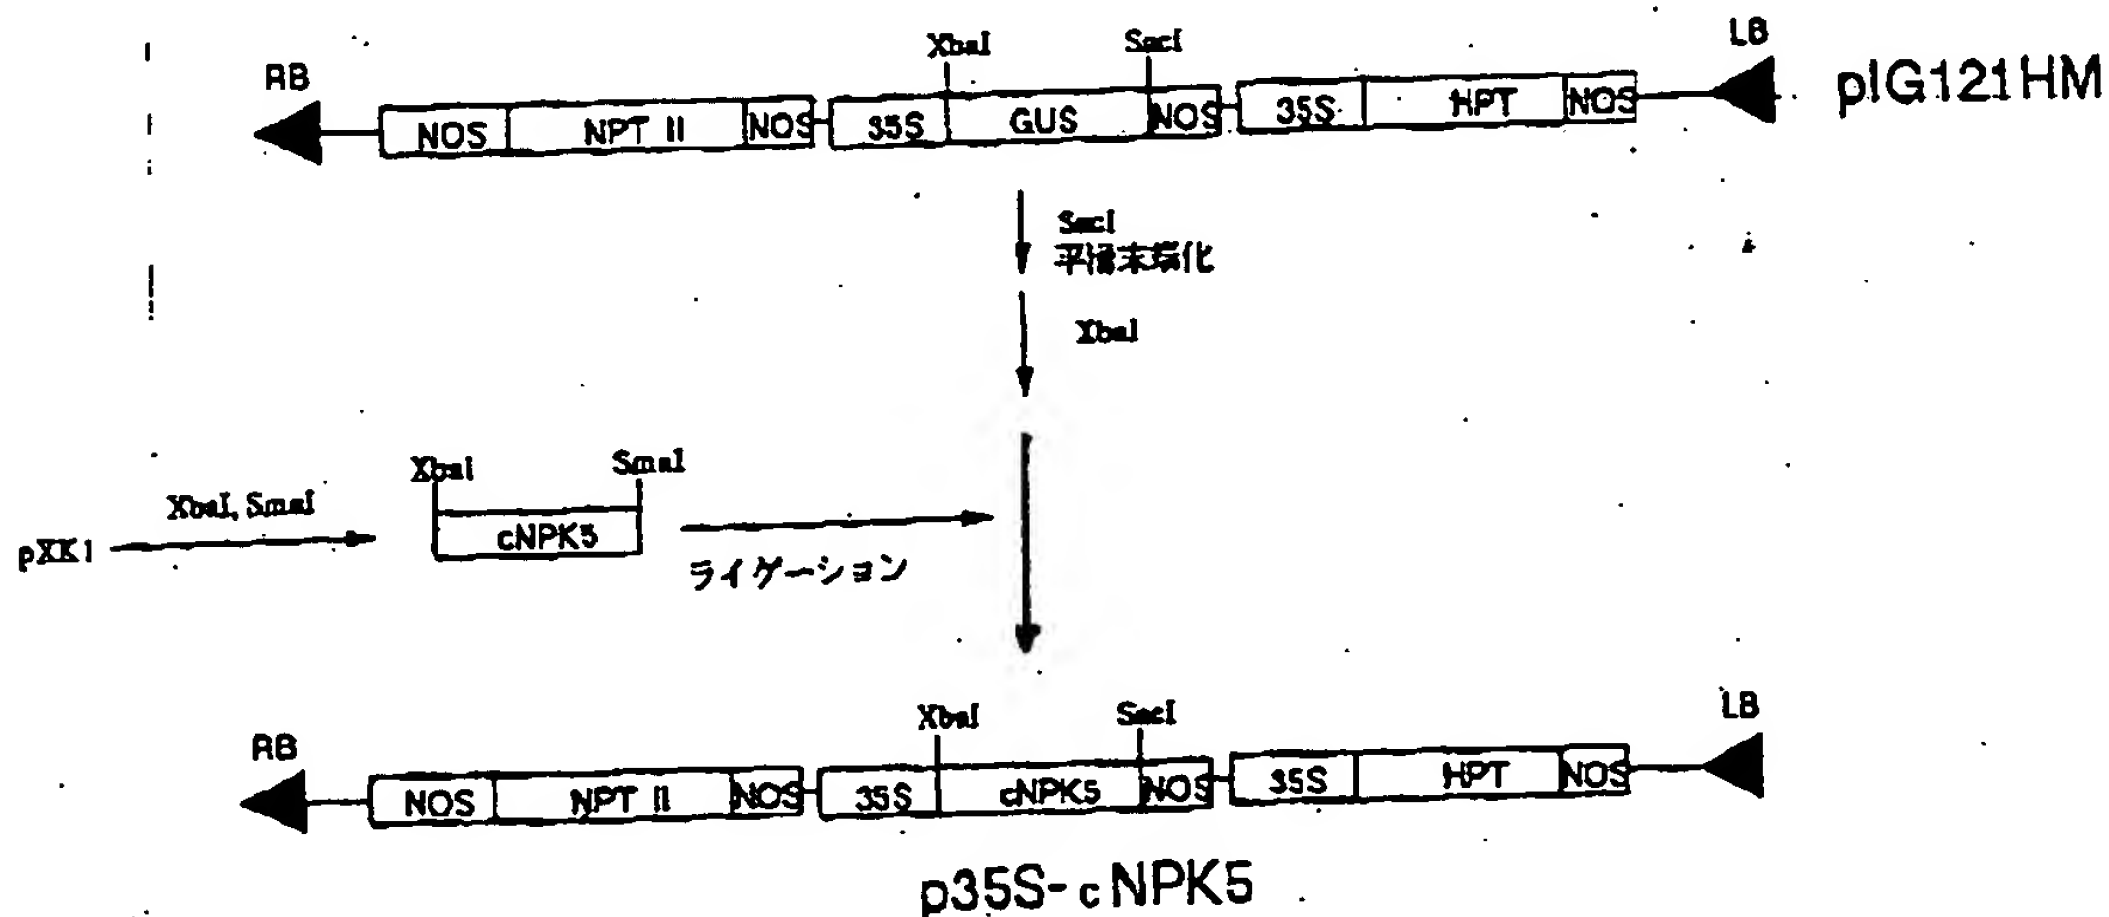 XbaI SacI LB
RB
pIG121HM
NOS NPT II NOS 35S GUS NOS 35S HPT NOS
SacI
平滑末端化
XbaI
XbaI SmaI
XbaI, SmaI
pXK1
cNPK5
ライゲーション
XbaI SacI LB
RB
NOS NPT II NOS 35S cNPK5 NOS 35S HPT NOS
p35S-cNPK5